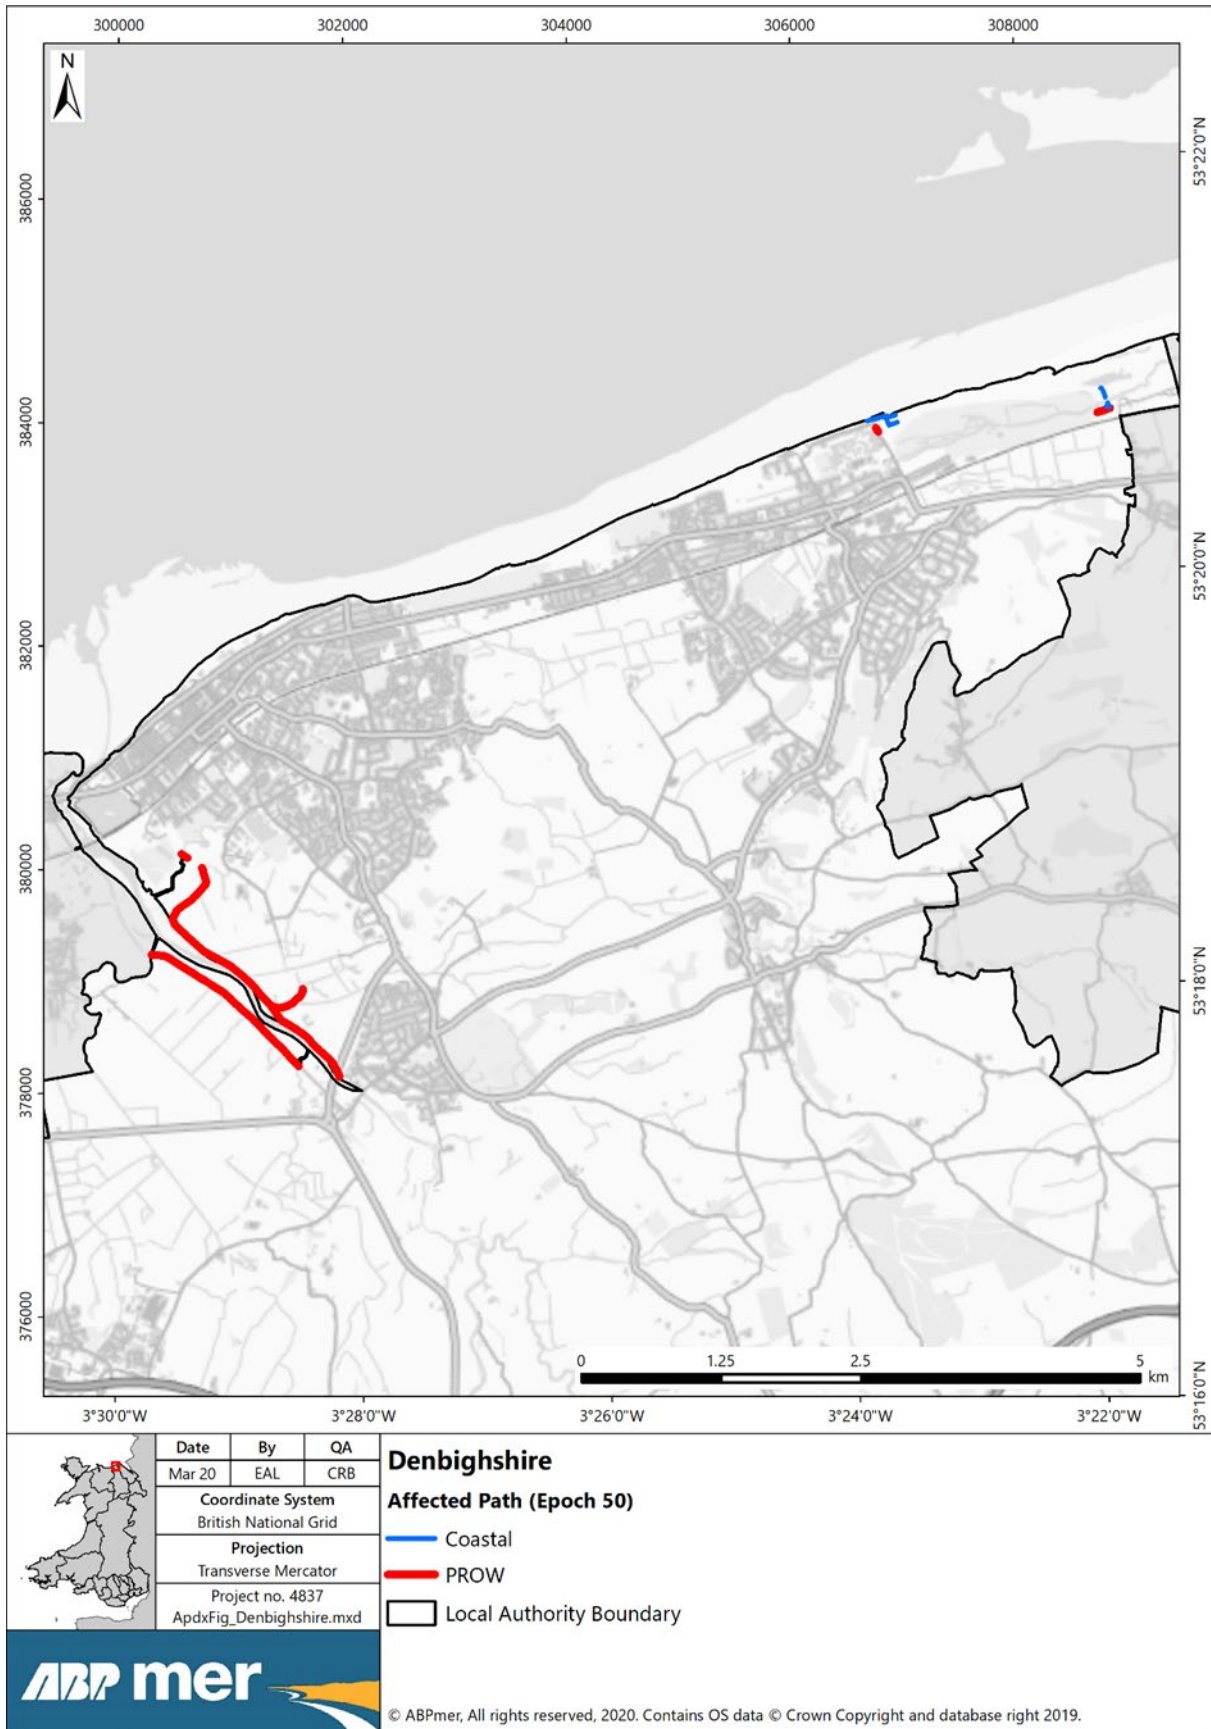 300000 302000 304000 306000 308000
N
53°22'0"N
386000
384000
53°20'0"N
382000
380000
53°18'0"N
378000
376000
0 1.25 2.5 5
km
53°16'0"N
3°30'0"W 3°28'0"W 3°26'0"W 3°24'0"W 3°22'0"W
Date By QA
Mar 20 EAL CRB
Coordinate System
British National Grid
Projection
Transverse Mercator
Project no. 4837
ApdxFig_Denbighshire.mxd
ABP mer
Denbighshire
Affected Path (Epoch 50)
Coastal
PROW
Local Authority Boundary
© ABPmer, All rights reserved, 2020. Contains OS data © Crown Copyright and database right 2019.